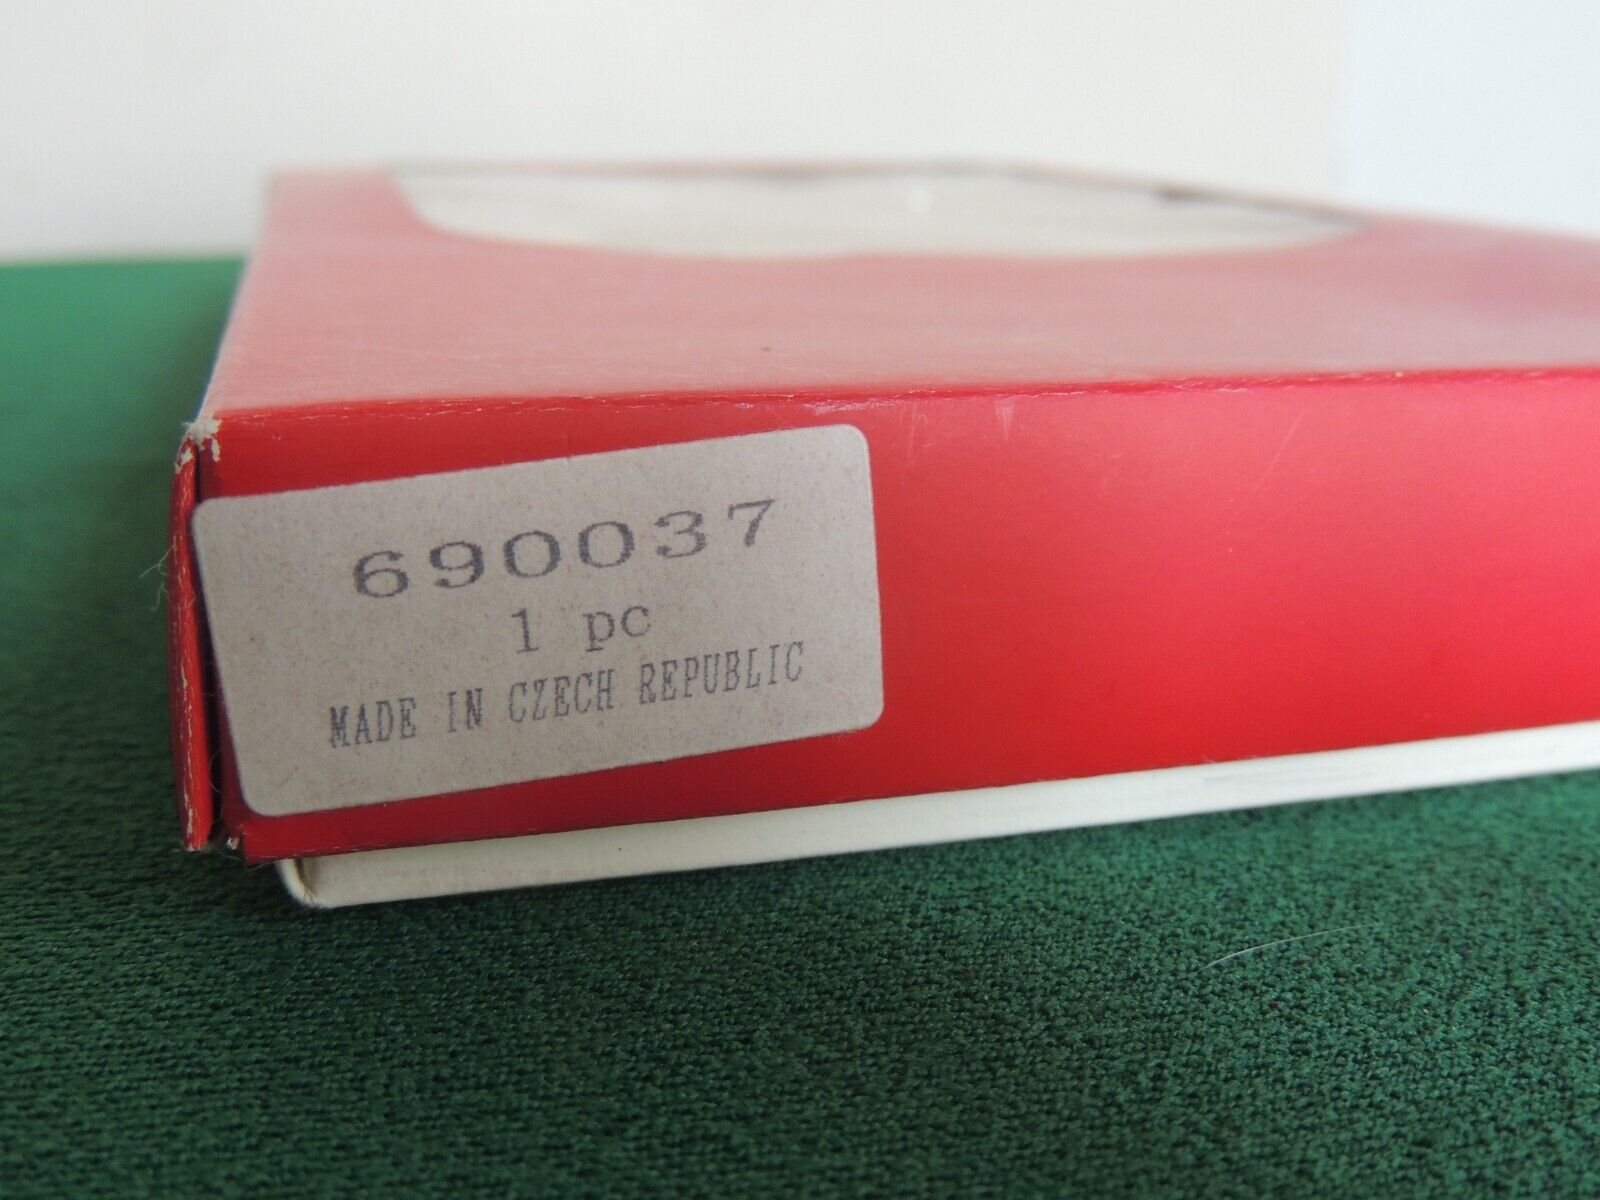 690037
1 pc
MADE IN CZECH REPUBLIC